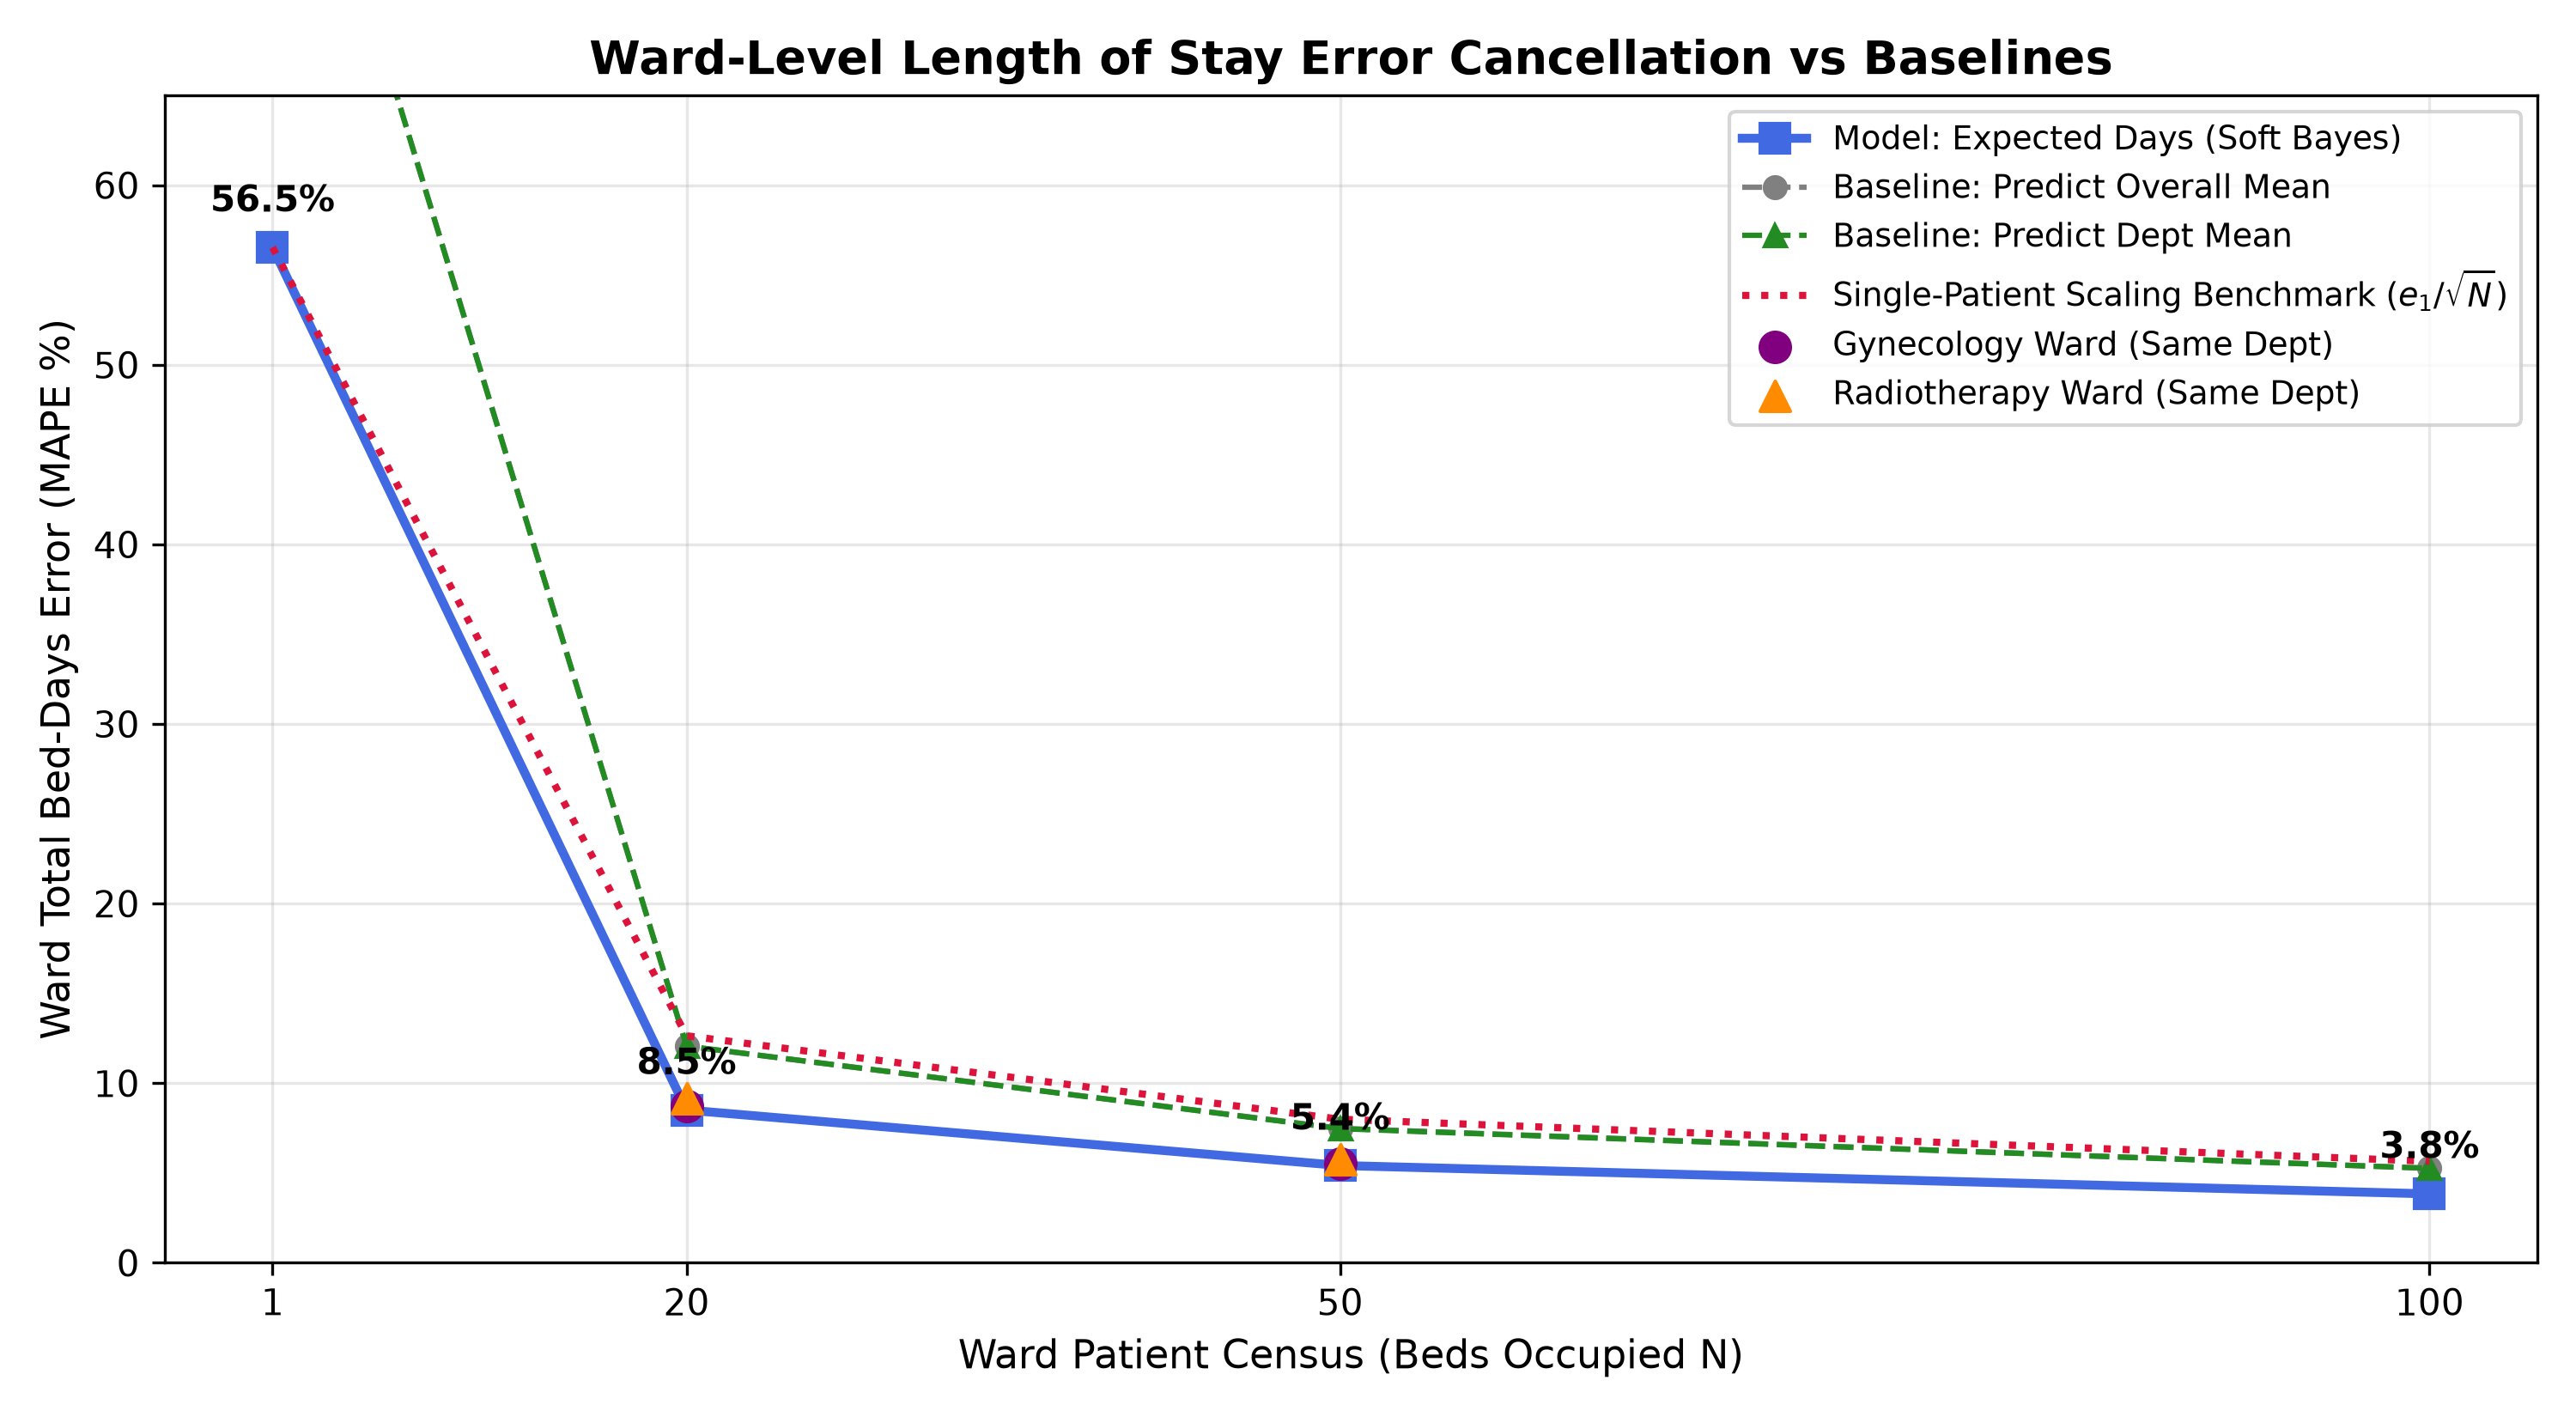 Ward-Level Length of Stay Error Cancellation vs Baselines
Ward Total Bed-Days Error (MAPE %)
60
50
40
30
20
10
0
56.5%
8.5%
5.4%
3.8%
Model: Expected Days (Soft Bayes)
Baseline: Predict Overall Mean
Baseline: Predict Dept Mean
Single-Patient Scaling Benchmark (e₁/√N)
Gynecology Ward (Same Dept)
Radiotherapy Ward (Same Dept)
1 20 50 100
Ward Patient Census (Beds Occupied N)